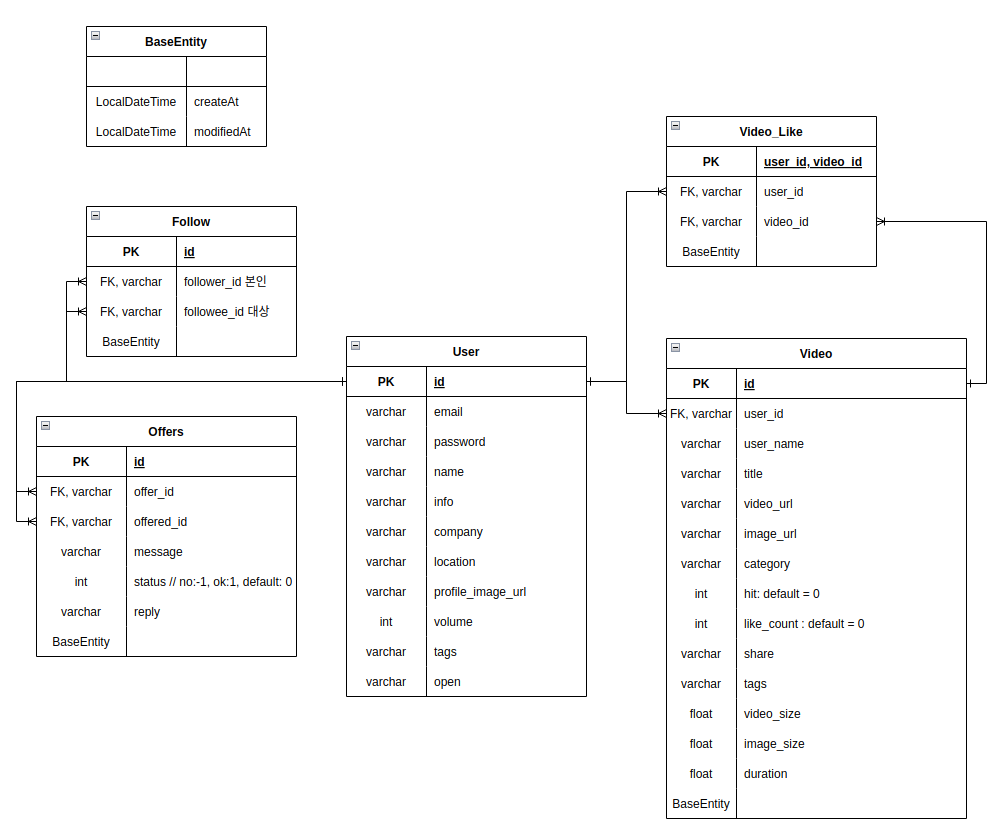 BaseEntity
LocalDateTime createAt
LocalDateTime modifiedAt
Follow
PK id
FK, varchar follower_id 본인
FK, varchar followee_id 대상
BaseEntity
Offers
PK id
FK, varchar offer_id
FK, varchar offered_id
varchar message
int status // no:-1, ok:1, default: 0
varchar reply
BaseEntity
User
PK id
varchar email
varchar password
varchar name
varchar info
varchar company
varchar location
varchar profile_image_url
int volume
varchar tags
varchar open
Video_Like
PK user_id, video_id
FK, varchar user_id
FK, varchar video_id
BaseEntity
Video
PK id
FK, varchar user_id
varchar user_name
varchar title
varchar video_url
varchar image_url
varchar category
int hit: default = 0
int like_count : default = 0
varchar share
varchar tags
float video_size
float image_size
float duration
BaseEntity